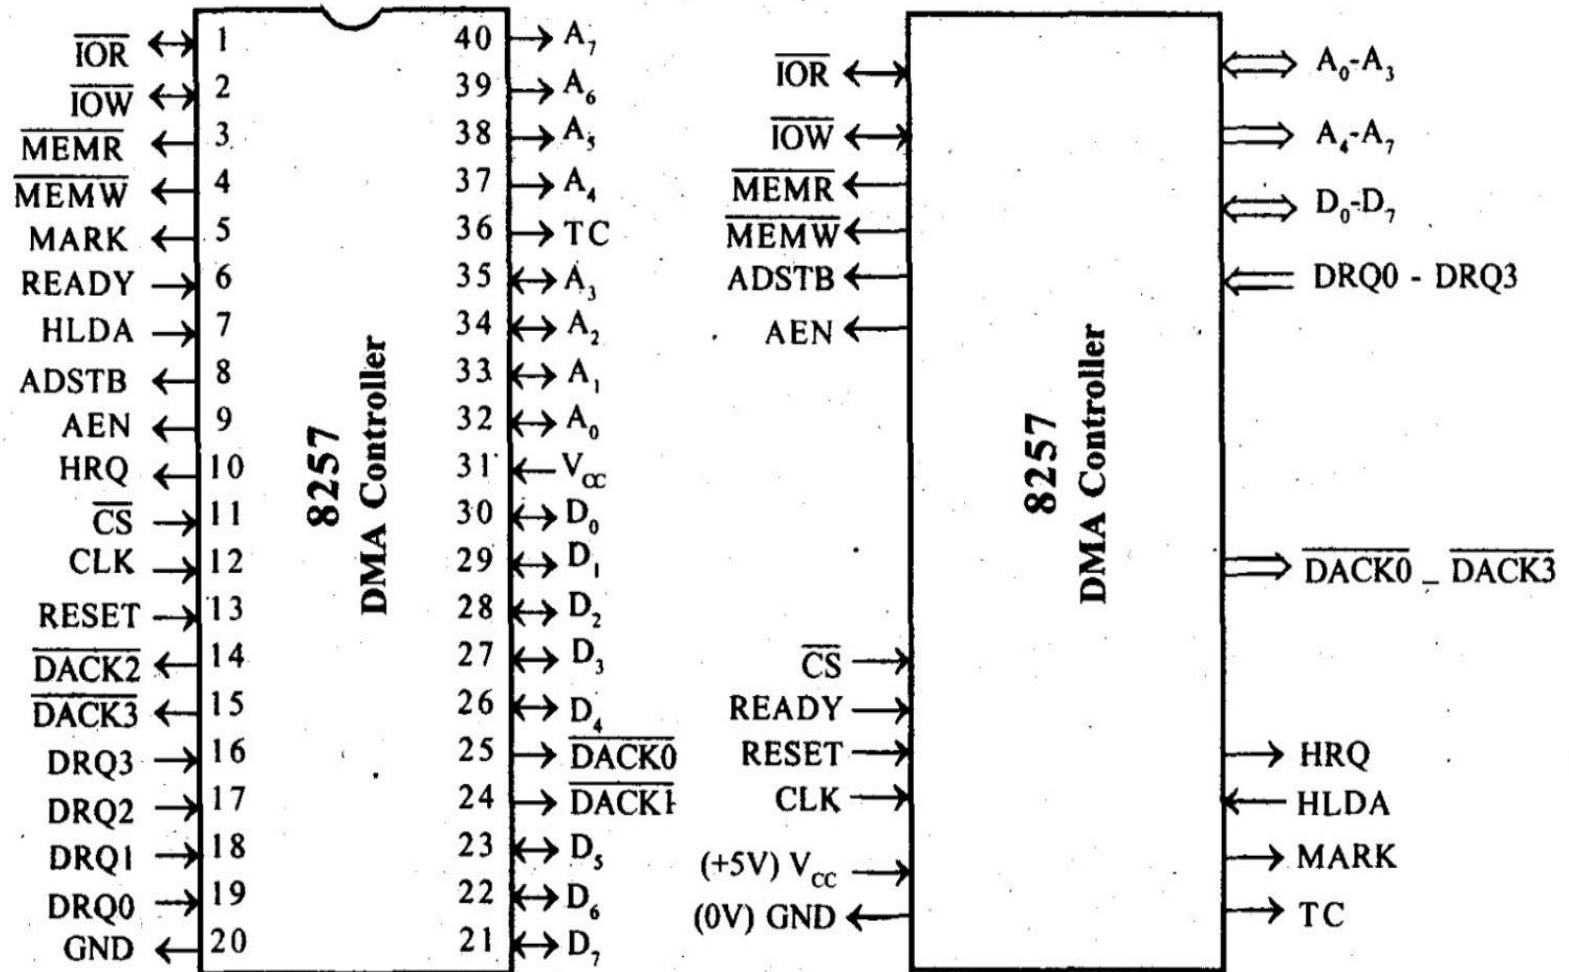 IOR 1 40 A7
IOW 2 39 A6
MEMR 3 38 A5
MEMW 4 37 A4
MARK 5 36 TC
READY 6 35 A3
HLDA 7 34 A2
ADSTB 8 33 A1
AEN 9 32 A0
HRQ 10 31 VCC
CS 11 30 D0
CLK 12 29 D1
RESET 13 28 D2
DACK2 14 27 D3
DACK3 15 26 D4
DRQ3 16 25 DACK0
DRQ2 17 24 DACK1
DRQ1 18 23 D5
DRQ0 19 22 D6
GND 20 21 D7
8257
DMA Controller
IOR
IOW
MEMR
MEMW
ADSTB
AEN
CS
READY
RESET
CLK
(+5V) VCC
(0V) GND
8257
DMA Controller
A0-A3
A4-A7
D0-D7
DRQ0 - DRQ3
DACK0 – DACK3
HRQ
HLDA
MARK
TC